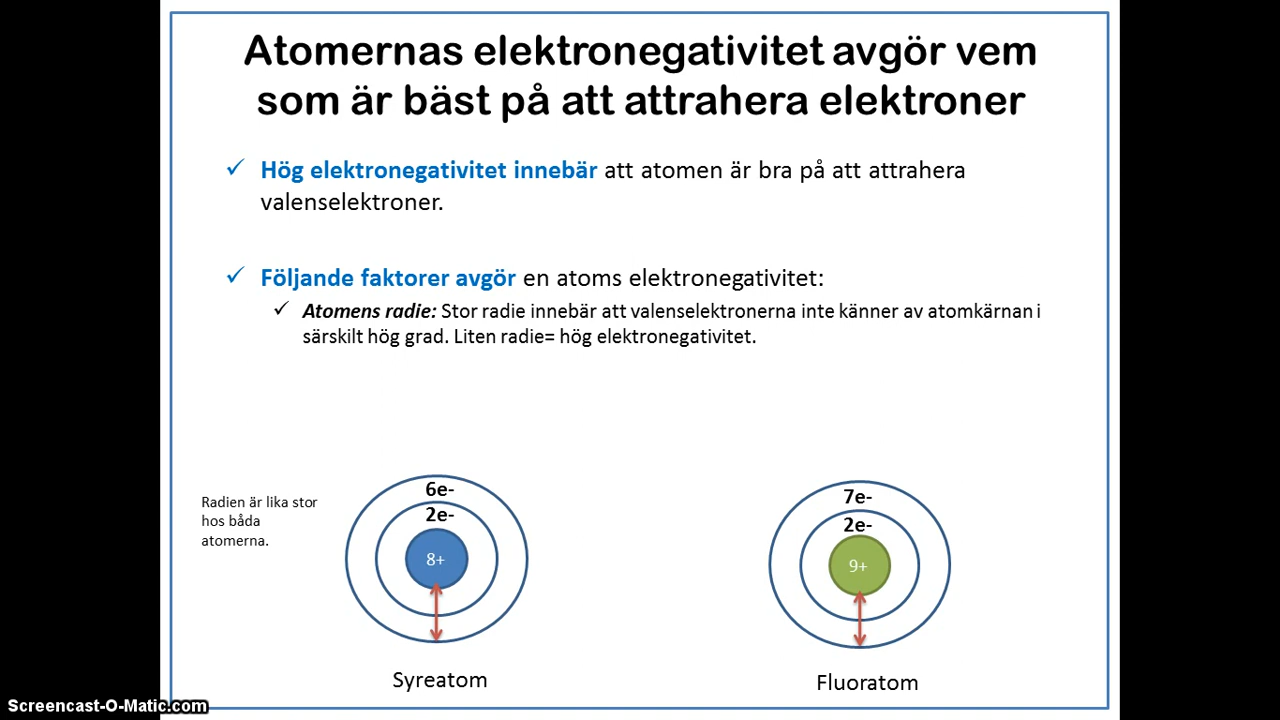 Atomernas elektronegativitet avgör vem
som är bäst på att attrahera elektroner
Hög elektronegativitet innebär att atomen är bra på att attrahera
valenselektroner.
Följande faktorer avgör en atoms elektronegativitet:
Atomens radie: Stor radie innebär att valenselektronerna inte känner av atomkärnan i
särskilt hög grad. Liten radie= hög elektronegativitet.
Radien är lika stor
hos båda
atomerna.
6e-
2e-
8+
Syreatom
7e-
2e-
9+
Fluoratom
Screencast-O-Matic.com